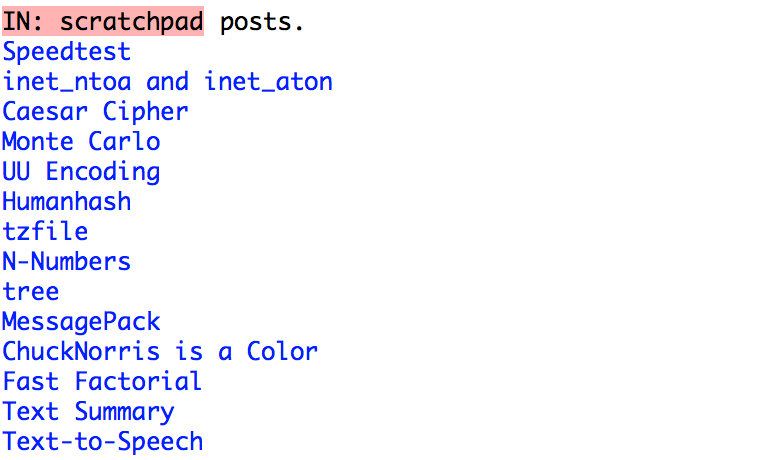 IN: scratchpad posts.
Speedtest
inet_ntoa and inet_aton
Caesar Cipher
Monte Carlo
UU Encoding
Humanhash
tzfile
N-Numbers
tree
MessagePack
ChuckNorris is a Color
Fast Factorial
Text Summary
Text-to-Speech